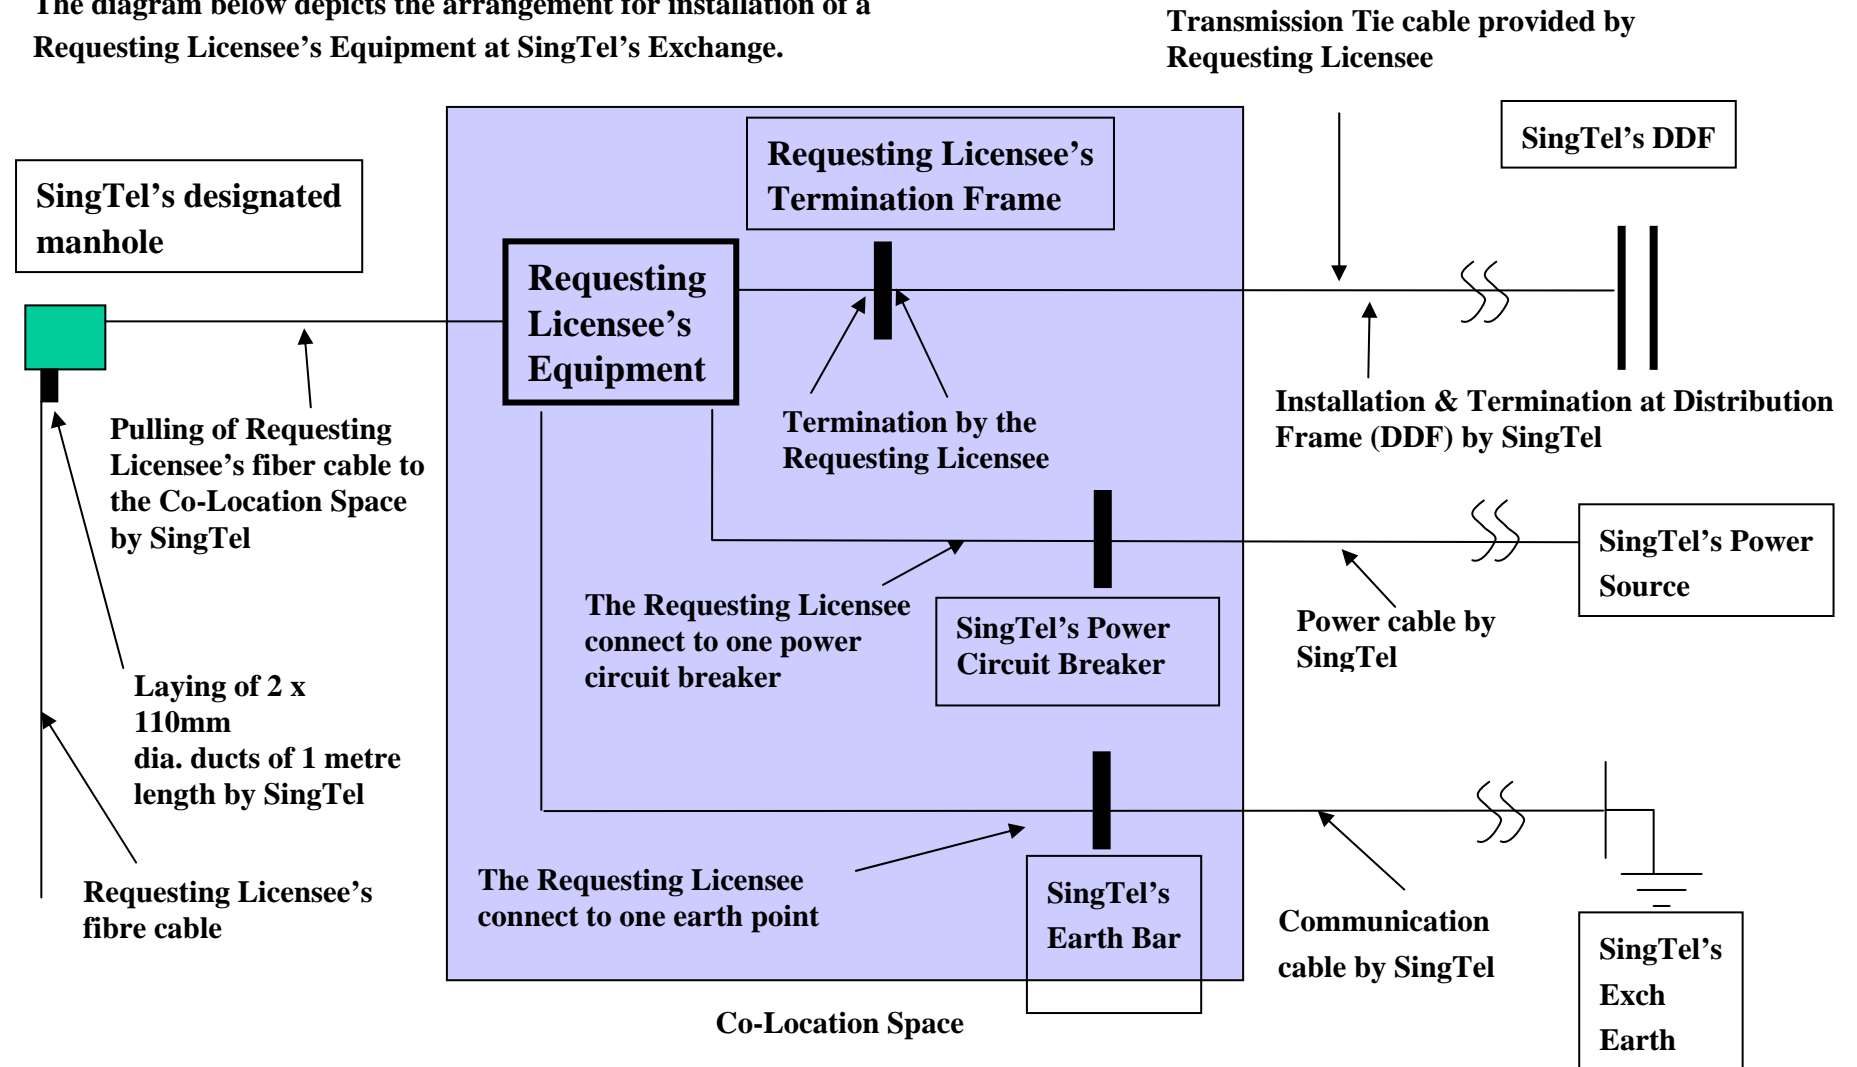 The diagram below depicts the arrangement for installation of a
Requesting Licensee’s Equipment at SingTel’s Exchange.
Transmission Tie cable provided by
Requesting Licensee
SingTel’s DDF
Requesting Licensee’s
Termination Frame
SingTel’s designated
manhole
Requesting
Licensee’s
Equipment
Installation & Termination at Distribution
Frame (DDF) by SingTel
Termination by the
Requesting Licensee
Pulling of Requesting
Licensee’s fiber cable to
the Co-Location Space
by SingTel
SingTel’s Power
Source
The Requesting Licensee
connect to one power
circuit breaker
SingTel’s Power
Circuit Breaker
Power cable by
SingTel
Laying of 2 x
110mm
dia. ducts of 1 metre
length by SingTel
Requesting Licensee’s
fibre cable
The Requesting Licensee
connect to one earth point
SingTel’s
Earth Bar
Communication
cable by SingTel
SingTel’s
Exch
Earth
Co-Location Space